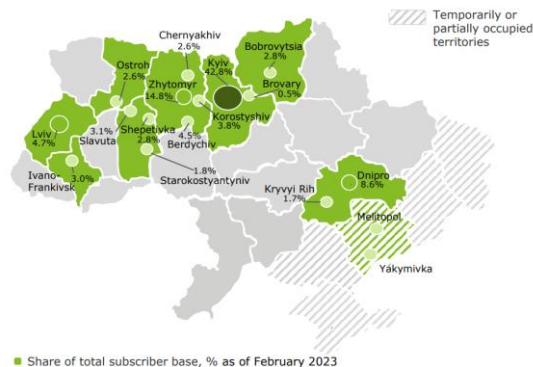 Temporarily or
partially occupied
territories
Chernyakhiv
2.6%
Bobrovytsia
2.8%
Ostroh
2.6%
Kyiv
42.8%
Brovary
0.5%
Zhytomyr
14.8%
Korostyshiv
3.8%
Lviv
4.7%
3.1%
Slavuta
Shepetivka
2.8%
4.5%
Berdychiv
1.8%
Starokostyantyniv
Ivano-
Frankivsk
3.0%
Kryvyi Rih
1.7%
Dnipro
8.6%
Melitopol
Yakymivka
Share of total subscriber base, % as of February 2023